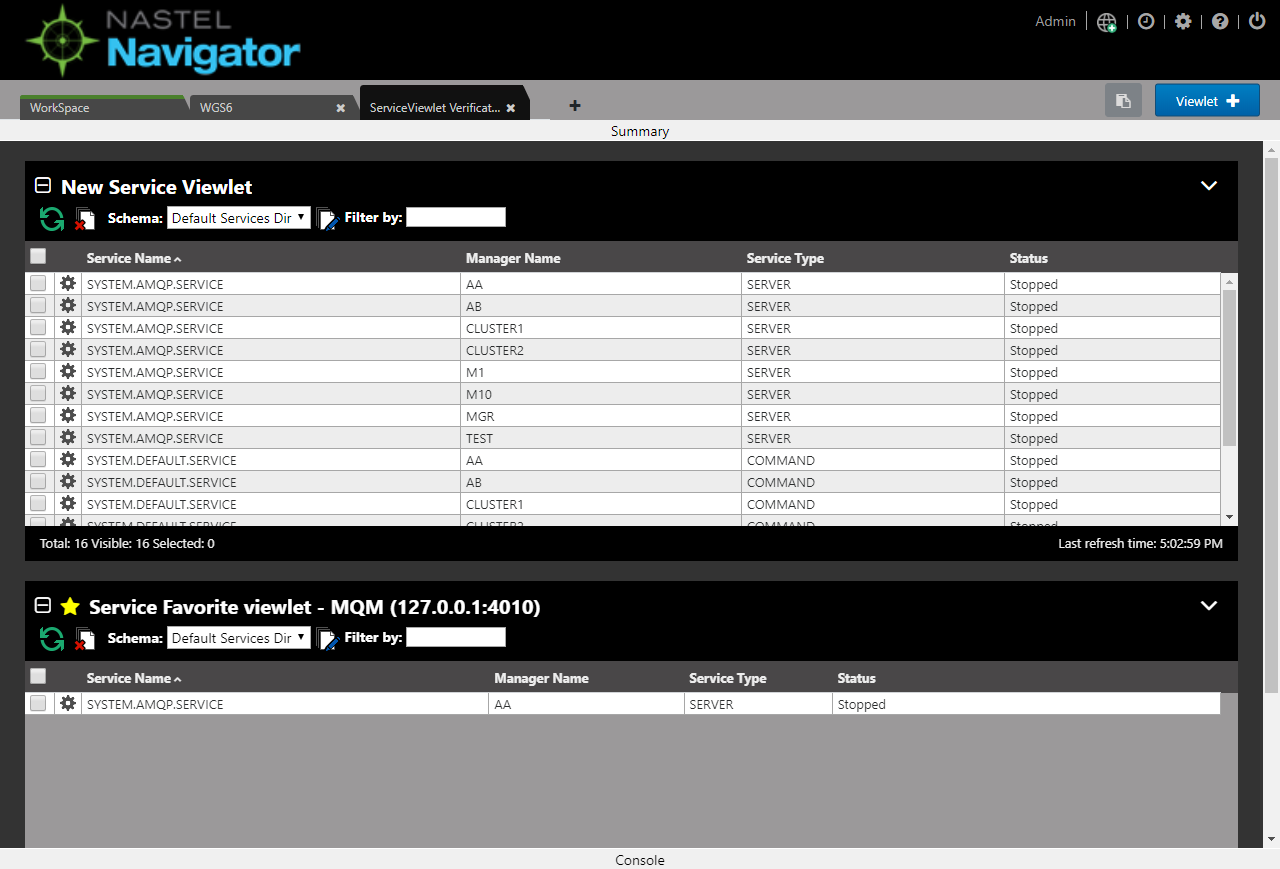 NASTEL
Navigator
Admin
WorkSpace
WGS6
ServiceViewlet Verificat...
Viewlet
Summary
New Service Viewlet
Schema: Default Services Dir Filter by:
Service Name Manager Name Service Type Status
SYSTEM.AMQP.SERVICE AA SERVER Stopped
SYSTEM.AMQP.SERVICE AB SERVER Stopped
SYSTEM.AMQP.SERVICE CLUSTER1 SERVER Stopped
SYSTEM.AMQP.SERVICE CLUSTER2 SERVER Stopped
SYSTEM.AMQP.SERVICE M1 SERVER Stopped
SYSTEM.AMQP.SERVICE M10 SERVER Stopped
SYSTEM.AMQP.SERVICE MGR SERVER Stopped
SYSTEM.AMQP.SERVICE TEST SERVER Stopped
SYSTEM.DEFAULT.SERVICE AA COMMAND Stopped
SYSTEM.DEFAULT.SERVICE AB COMMAND Stopped
SYSTEM.DEFAULT.SERVICE CLUSTER1 COMMAND Stopped
SYSTEM.DEFAULT.SERVICE CLUSTER2 COMMAND Stopped
Total: 16 Visible: 16 Selected: 0 Last refresh time: 5:02:59 PM
Service Favorite viewlet - MQM (127.0.0.1:4010)
Schema: Default Services Dir Filter by:
Service Name Manager Name Service Type Status
SYSTEM.AMQP.SERVICE AA SERVER Stopped
Console